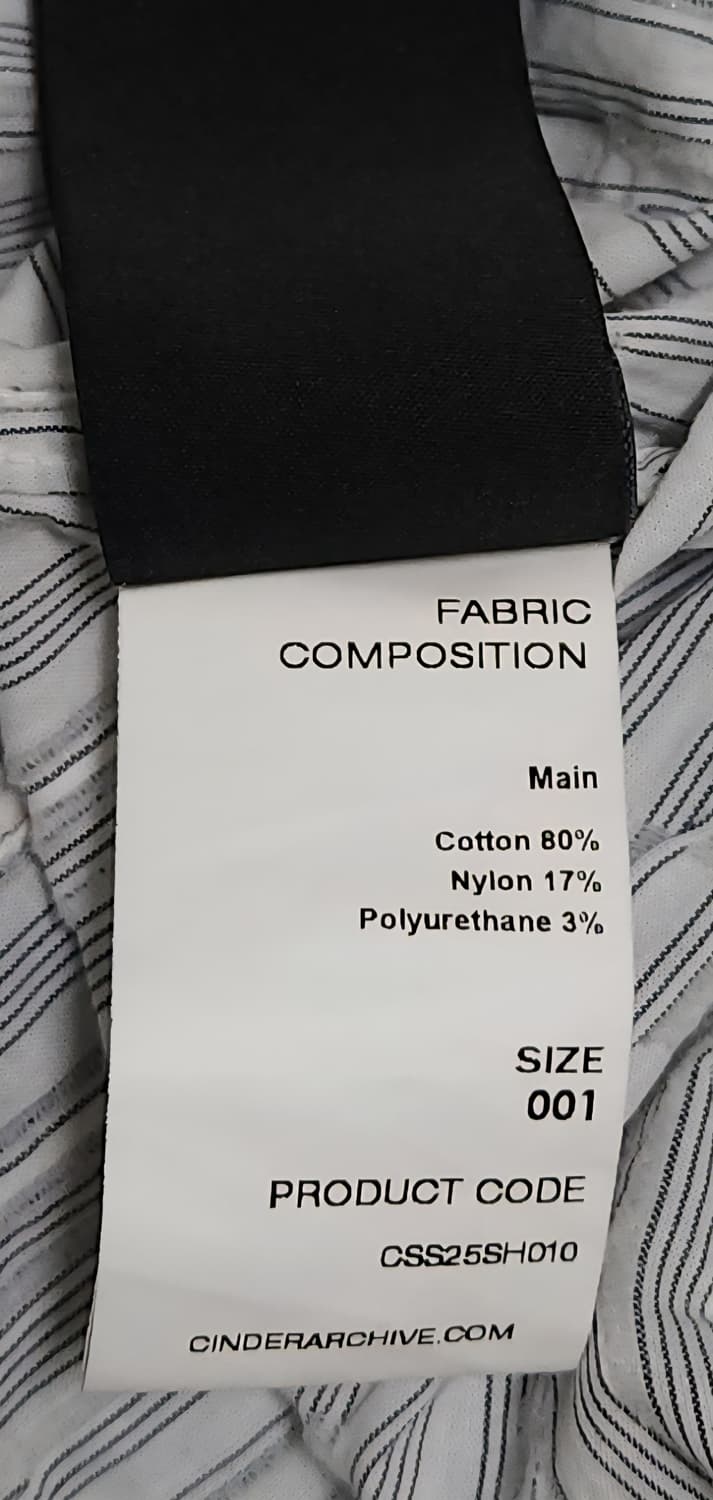 FABRIC
COMPOSITION
Main
Cotton 80%
Nylon 17%
Polyurethane 3%
SIZE
001
PRODUCT CODE
CSS25SH010
CINDERARCHIVE.COM